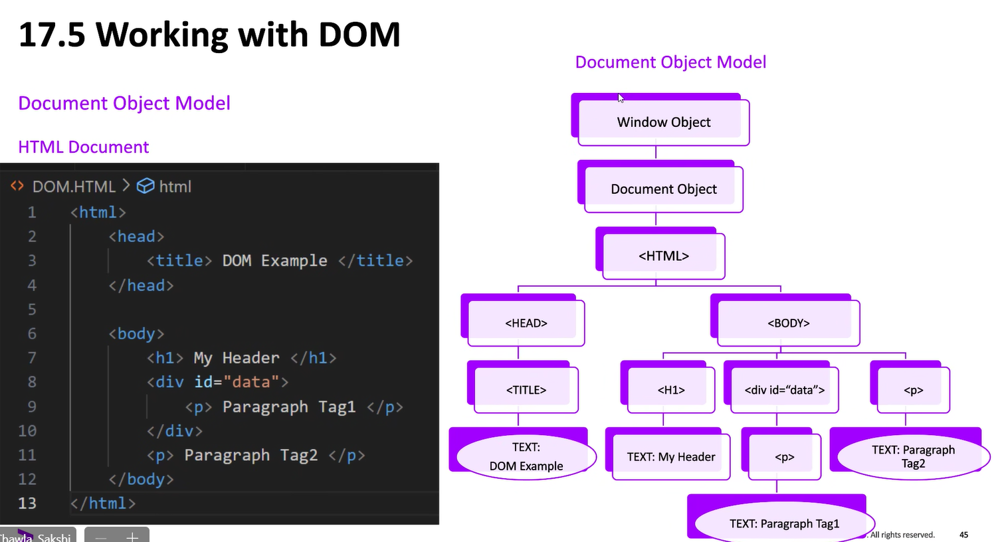 17.5 Working with DOM
Document Object Model
HTML Document
DOM.HTML > html
1 <html>
2 <head>
3 <title> DOM Example </title>
4 </head>
5
6 <body>
7 <h1> My Header </h1>
8 <div id="data">
9 <p> Paragraph Tag1 </p>
10 </div>
11 <p> Paragraph Tag2 </p>
12 </body>
13 </html>
Document Object Model
Window Object
Document Object
<HTML>
<HEAD>
<BODY>
<TITLE>
<H1>
<div id=“data”>
<p>
TEXT:
DOM Example
TEXT: My Header
<p>
TEXT: Paragraph
Tag2
TEXT: Paragraph Tag1
Sakshi
. All rights reserved.
45